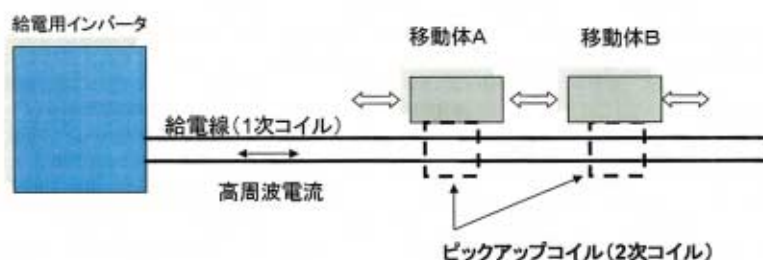 給電用インバータ
移動体A
移動体B
給電線(1次コイル)
高周波電流
ピックアップコイル(2次コイル)